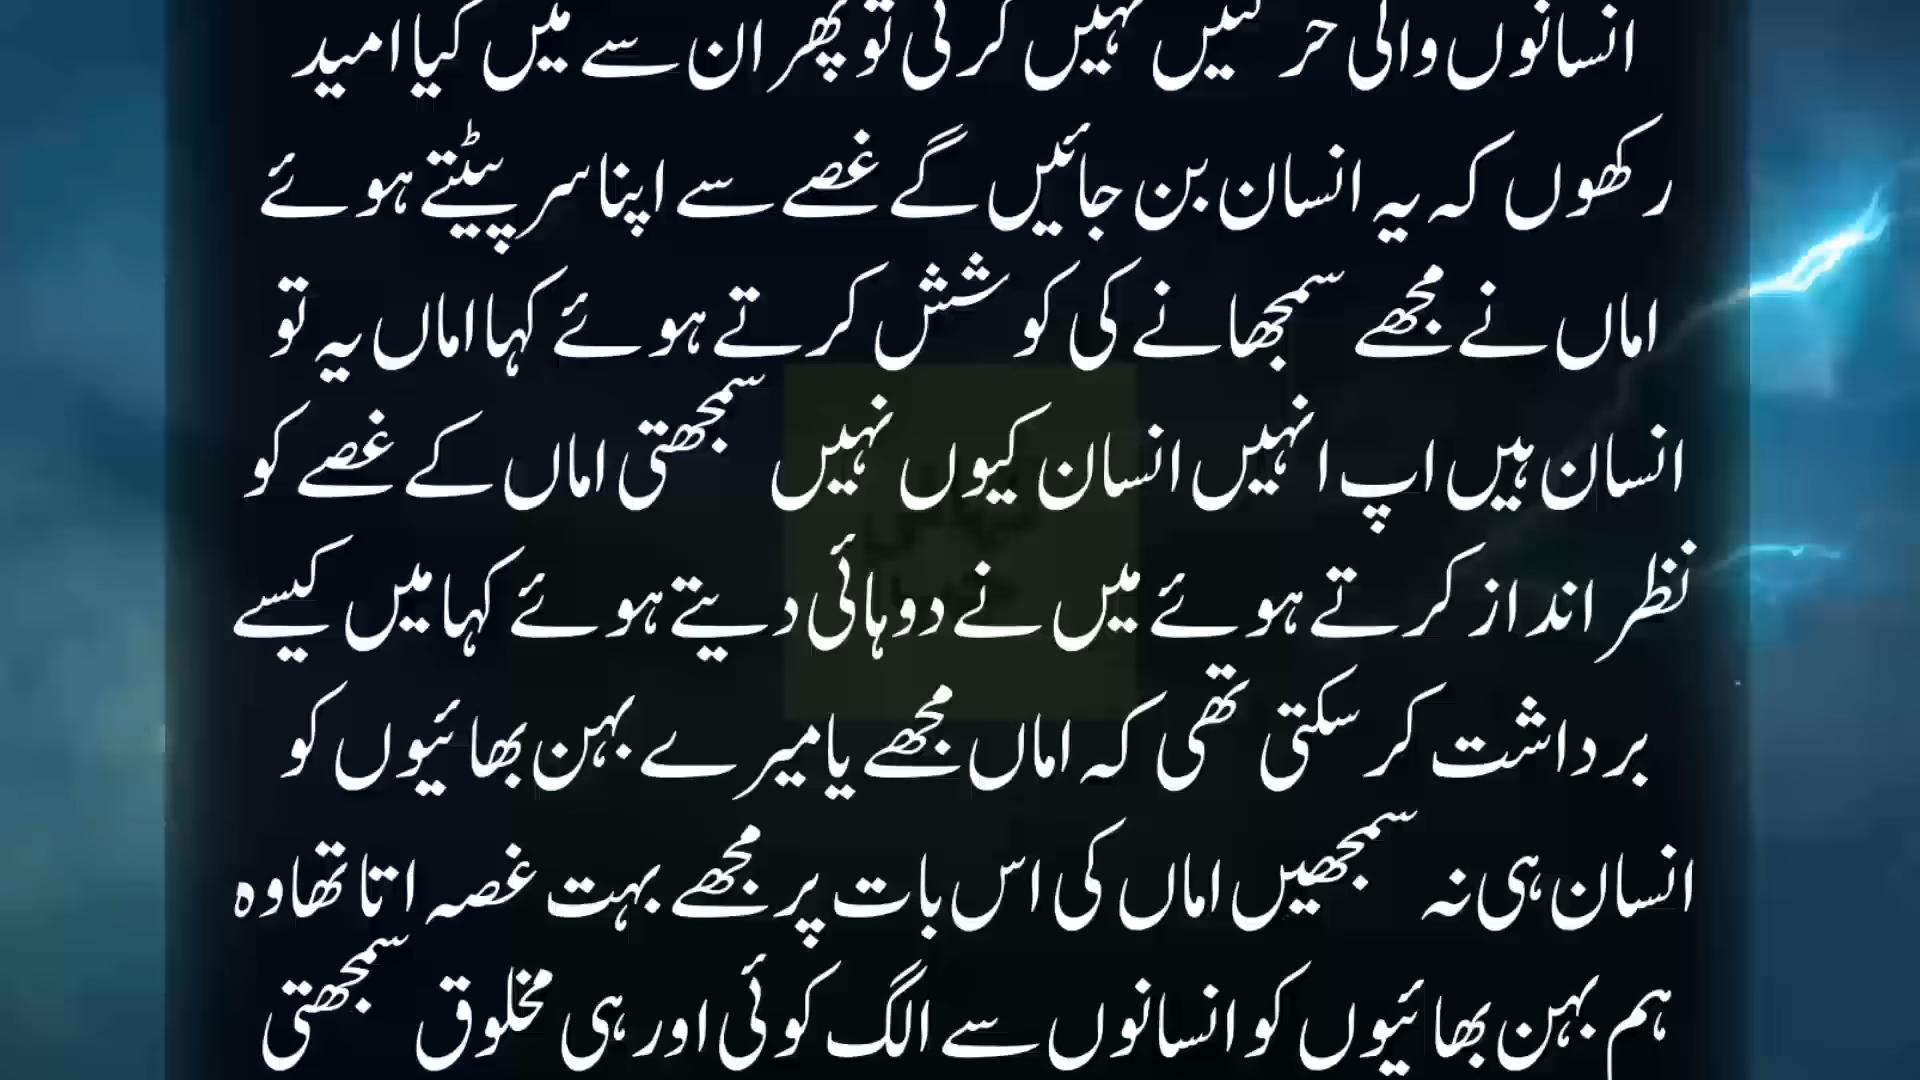 انسانوں والی حرکتیں نہیں کرتی تو پھر ان سے میں کیا امید
رکھوں کہ یہ انسان بن جائیں گے غصے سے اپنا سر پیٹتے ہوئے
اماں نے مجھے سمجھانے کی کوشش کرتے ہوئے کہا اماں یہ تو
انسان ہیں اپ انہیں انسان کیوں نہیں سمجھتی اماں کے غصے کو
نظر انداز کرتے ہوئے میں نے دوہائی دیتے ہوئے کہا میں کیسے
برداشت کر سکتی تھی کہ اماں مجھے یا میرے بہن بھائیوں کو
انسان ہی نہ سمجھیں اماں کی اس بات پر مجھے بہت غصہ اتا تھا وہ
ہم بہن بھائیوں کو انسانوں سے الگ کوئی اور ہی مخلوق سمجھتی